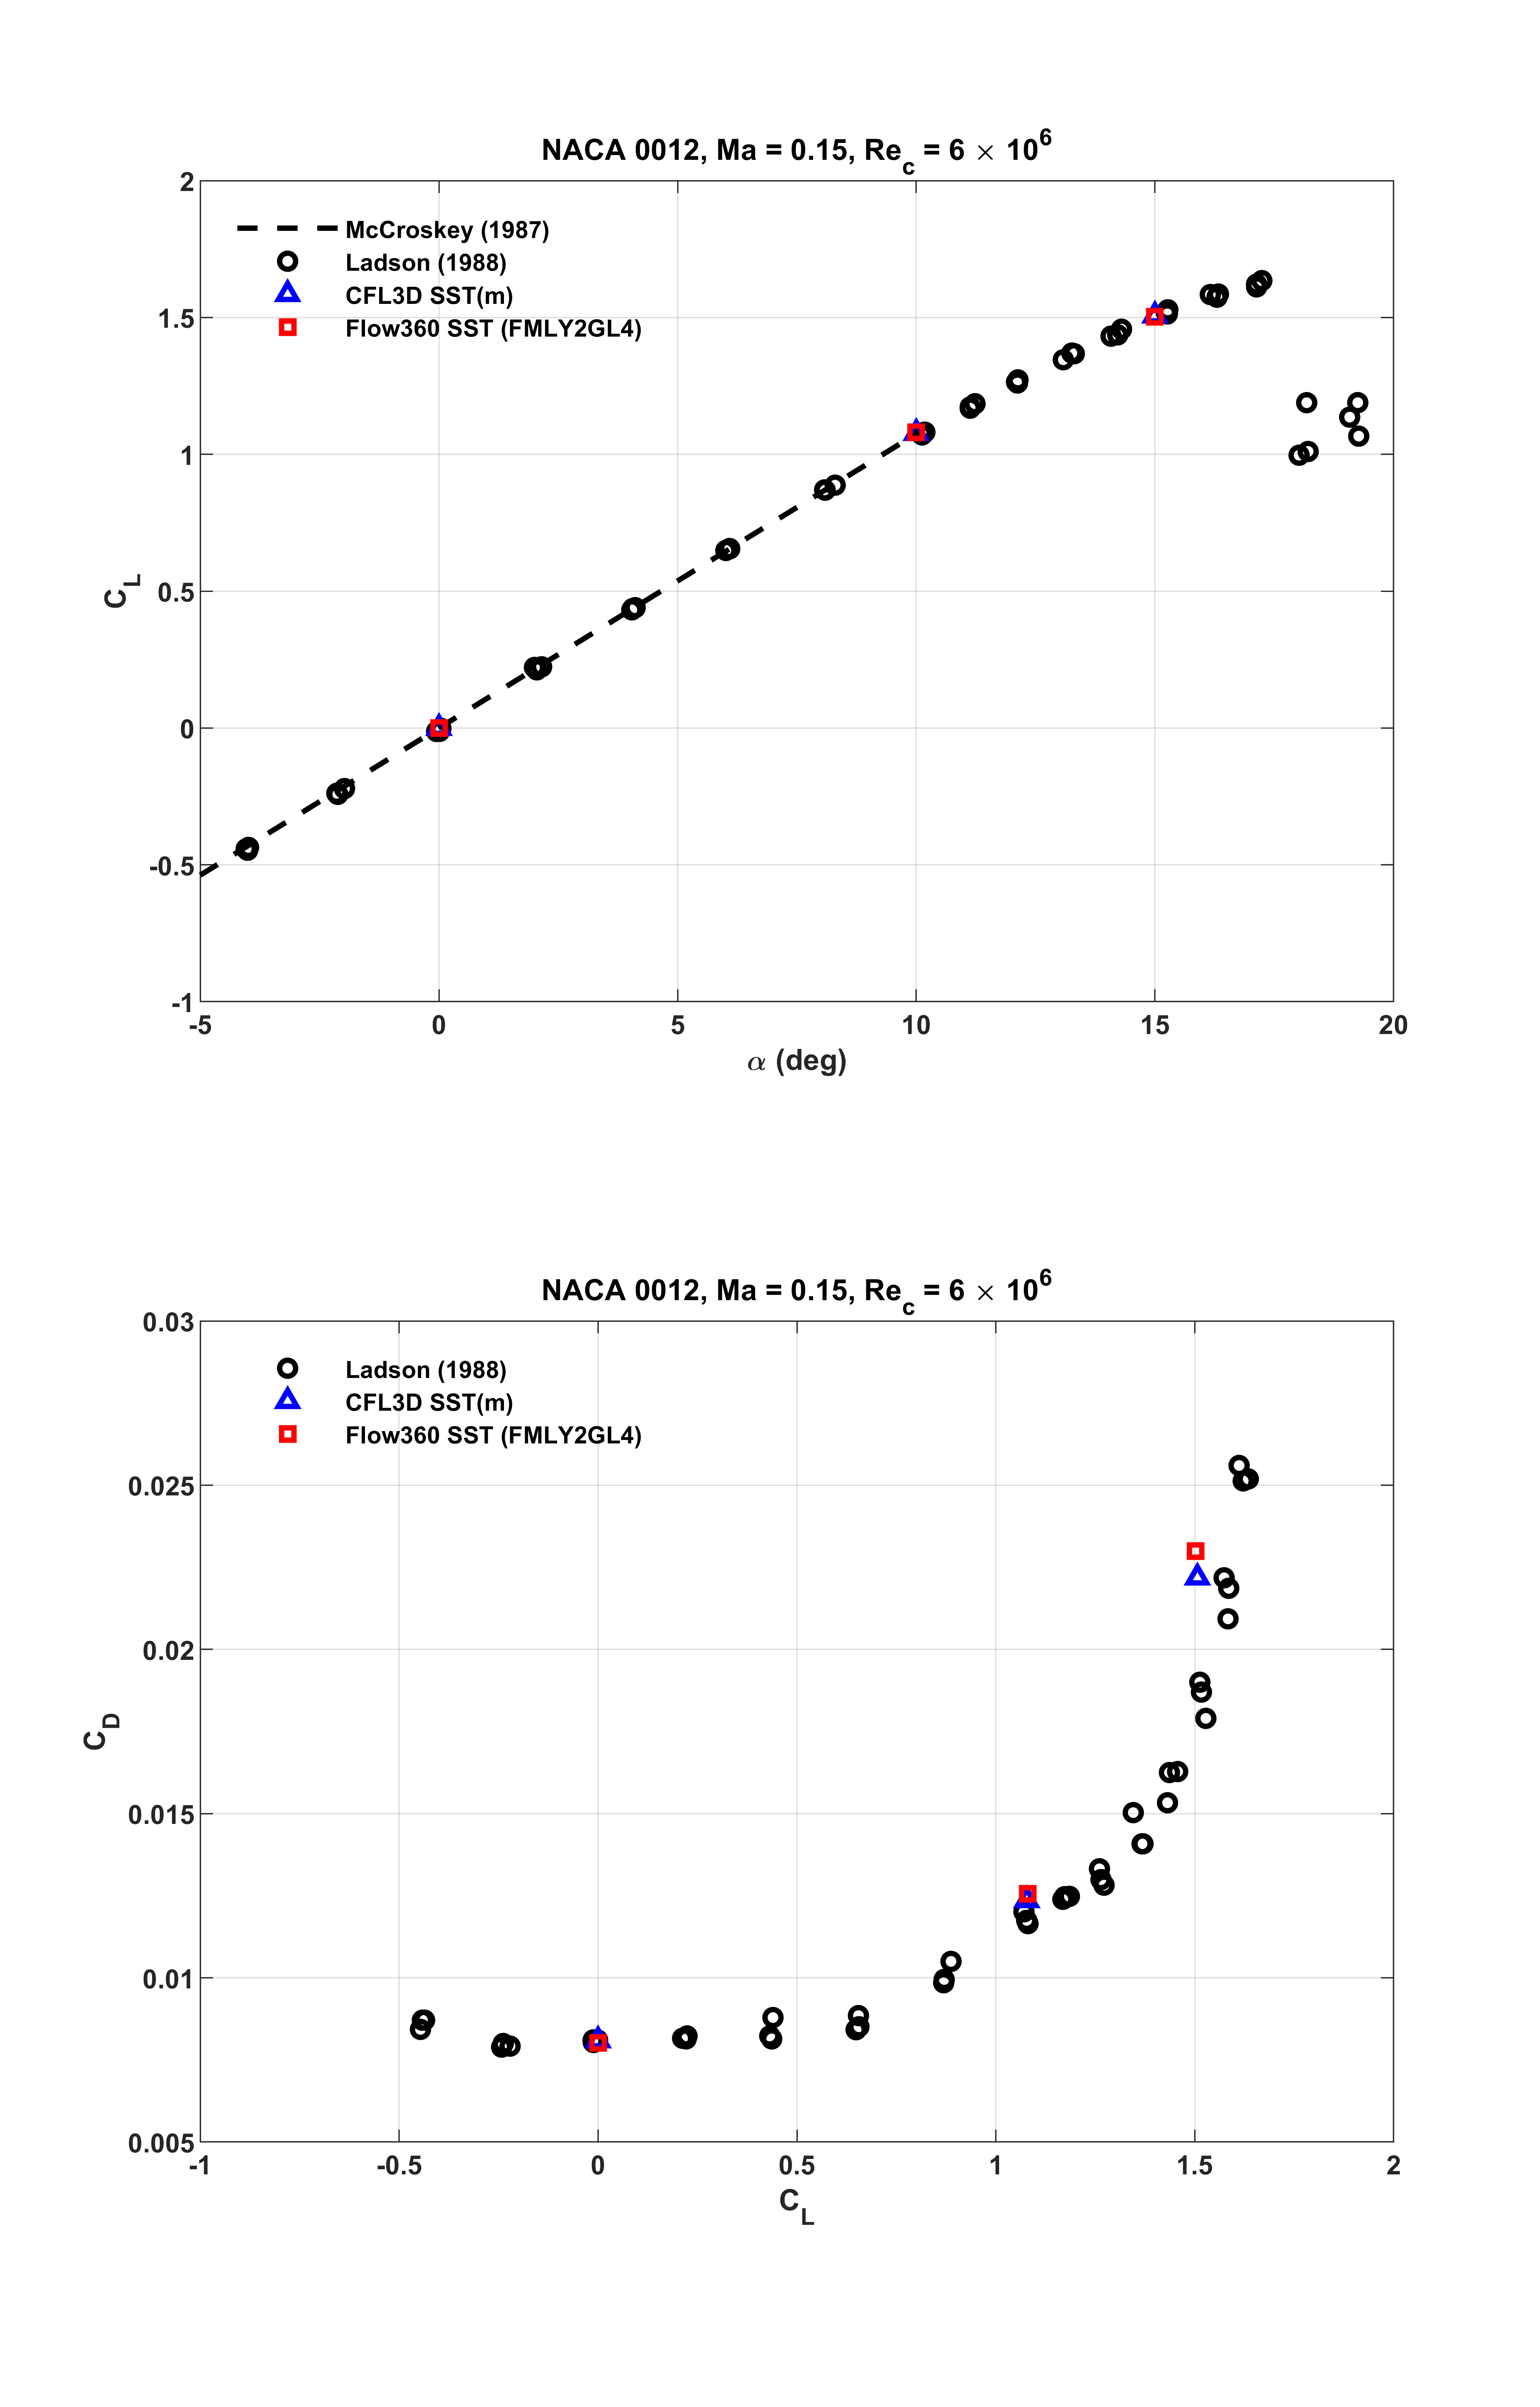 NACA 0012, Ma = 0.15, Re_c = 6 × 10^6
McCroskey (1987)
Ladson (1988)
CFL3D SST(m)
Flow360 SST (FMLY2GL4)
2
1.5
1
0.5
0
-0.5
-1
C_L
-5 0 5 10 15 20
α (deg)
NACA 0012, Ma = 0.15, Re_c = 6 × 10^6
Ladson (1988)
CFL3D SST(m)
Flow360 SST (FMLY2GL4)
0.03
0.025
0.02
0.015
0.01
0.005
C_D
-1 -0.5 0 0.5 1 1.5 2
C_L